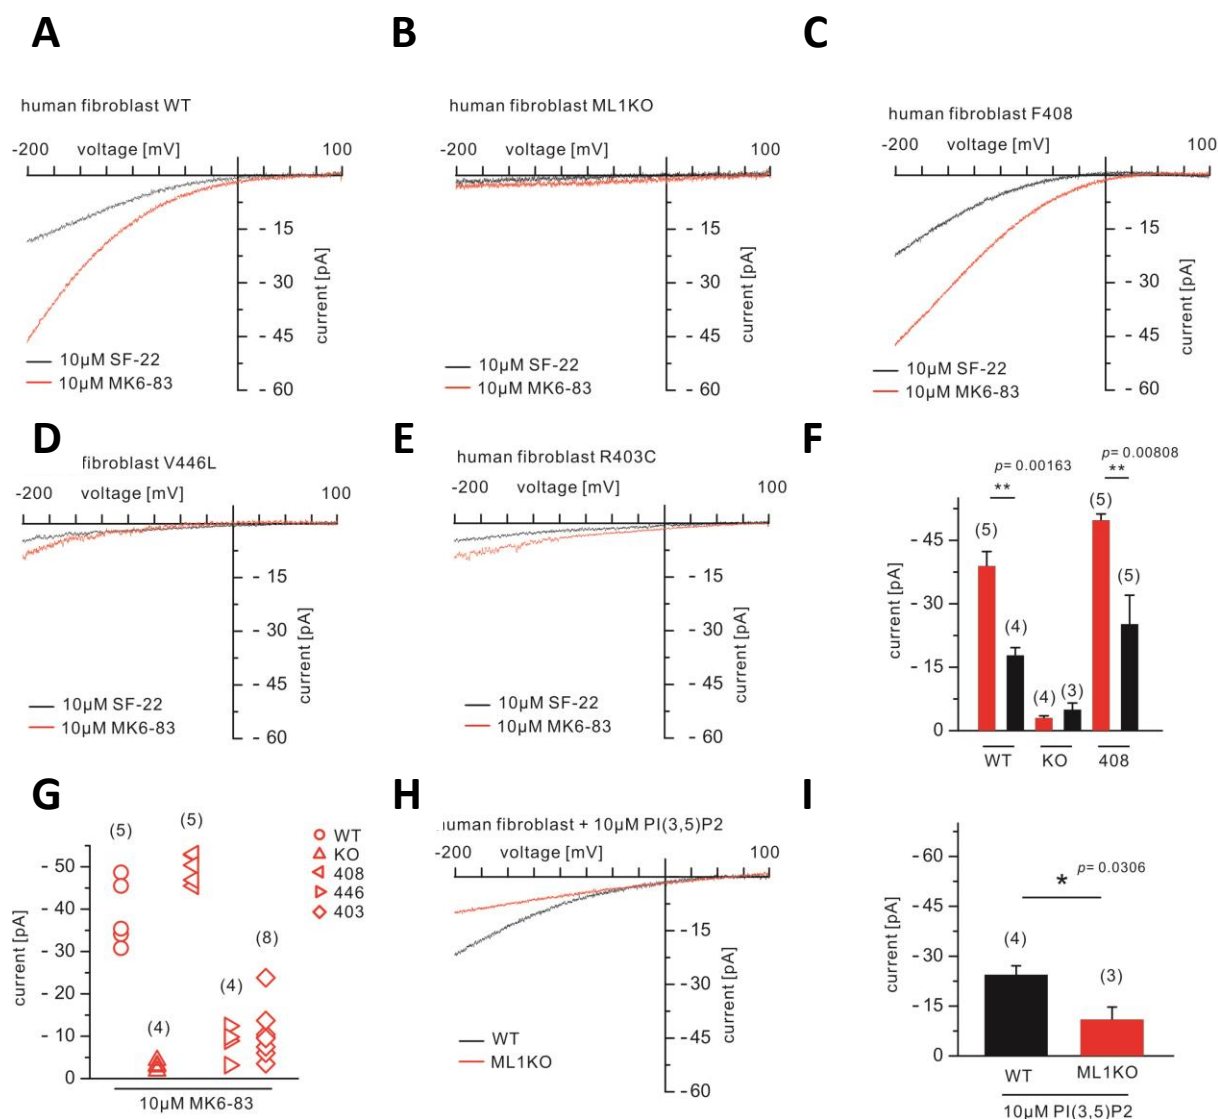 A
human fibroblast WT
-200 voltage [mV] 100
- 15
- 30
- 45
- 60
current [pA]
10µM SF-22
10µM MK6-83
B
human fibroblast ML1KO
-200 voltage [mV] 100
- 15
- 30
- 45
- 60
current [pA]
10µM SF-22
10µM MK6-83
C
human fibroblast F408
-200 voltage [mV] 100
- 15
- 30
- 45
- 60
current [pA]
10µM SF-22
10µM MK6-83
D
fibroblast V446L
-200 voltage [mV] 100
- 15
- 30
- 45
- 60
current [pA]
10µM SF-22
10µM MK6-83
E
human fibroblast R403C
-200 voltage [mV] 100
- 15
- 30
- 45
- 60
current [pA]
10µM SF-22
10µM MK6-83
F
p= 0.00163
**
p= 0.00808
**
(5)
(4)
(4)
(3)
(5)
(5)
- 45
- 30
- 15
0
current [pA]
WT KO 408
G
(5)
(4)
(5)
(4)
(8)
- 50
- 40
- 30
- 20
- 10
0
current [pA]
10µM MK6-83
WT
KO
408
446
403
H
uman fibroblast + 10µM PI(3,5)P2
-200 voltage [mV] 100
- 15
- 30
- 45
- 60
current [pA]
WT
ML1KO
I
* p= 0.0306
(4)
(3)
- 60
- 45
- 30
- 15
0
current [pA]
WT ML1KO
10µM PI(3,5)P2